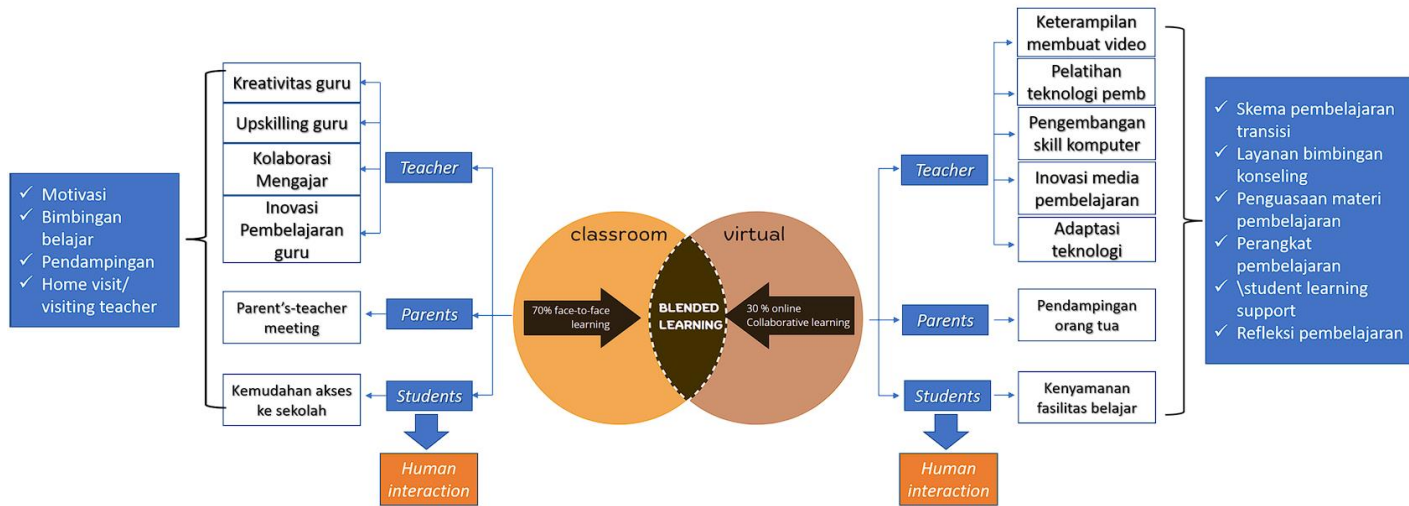 ✓ Motivasi
✓ Bimbingan
belajar
✓ Pendampingan
✓ Home visit/
visiting teacher
Kreativitas guru
Upskilling guru
Kolaborasi
Mengajar
Inovasi
Pembelajaran
guru
Parent's-teacher
meeting
Kemudahan akses
ke sekolah
Teacher
Parents
Students
Human
interaction
classroom
virtual
70% face-to-face
learning
BLENDED
LEARNING
30 % online
Collaborative learning
Teacher
Parents
Students
Human
interaction
Keterampilan
membuat video
Pelatihan
teknologi pemb
Pengembangan
skill komputer
Inovasi media
pembelajaran
Adaptasi
teknologi
Pendampingan
orang tua
Kenyamanan
fasilitas belajar
✓ Skema pembelajaran
transisi
✓ Layanan bimbingan
konseling
✓ Penguasaan materi
pembelajaran
✓ Perangkat
pembelajaran
✓ \student learning
support
✓ Refleksi pembelajaran